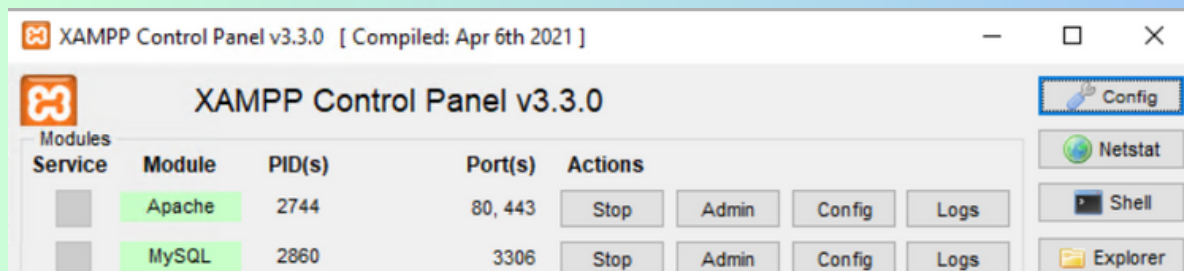 XAMPP Control Panel v3.3.0 [ Compiled: Apr 6th 2021 ]
XAMPP Control Panel v3.3.0
Config
Modules
Service Module PID(s) Port(s) Actions
Netstat
Apache 2744 80, 443 Stop Admin Config Logs
Shell
MySQL 2860 3306 Stop Admin Config Logs
Explorer